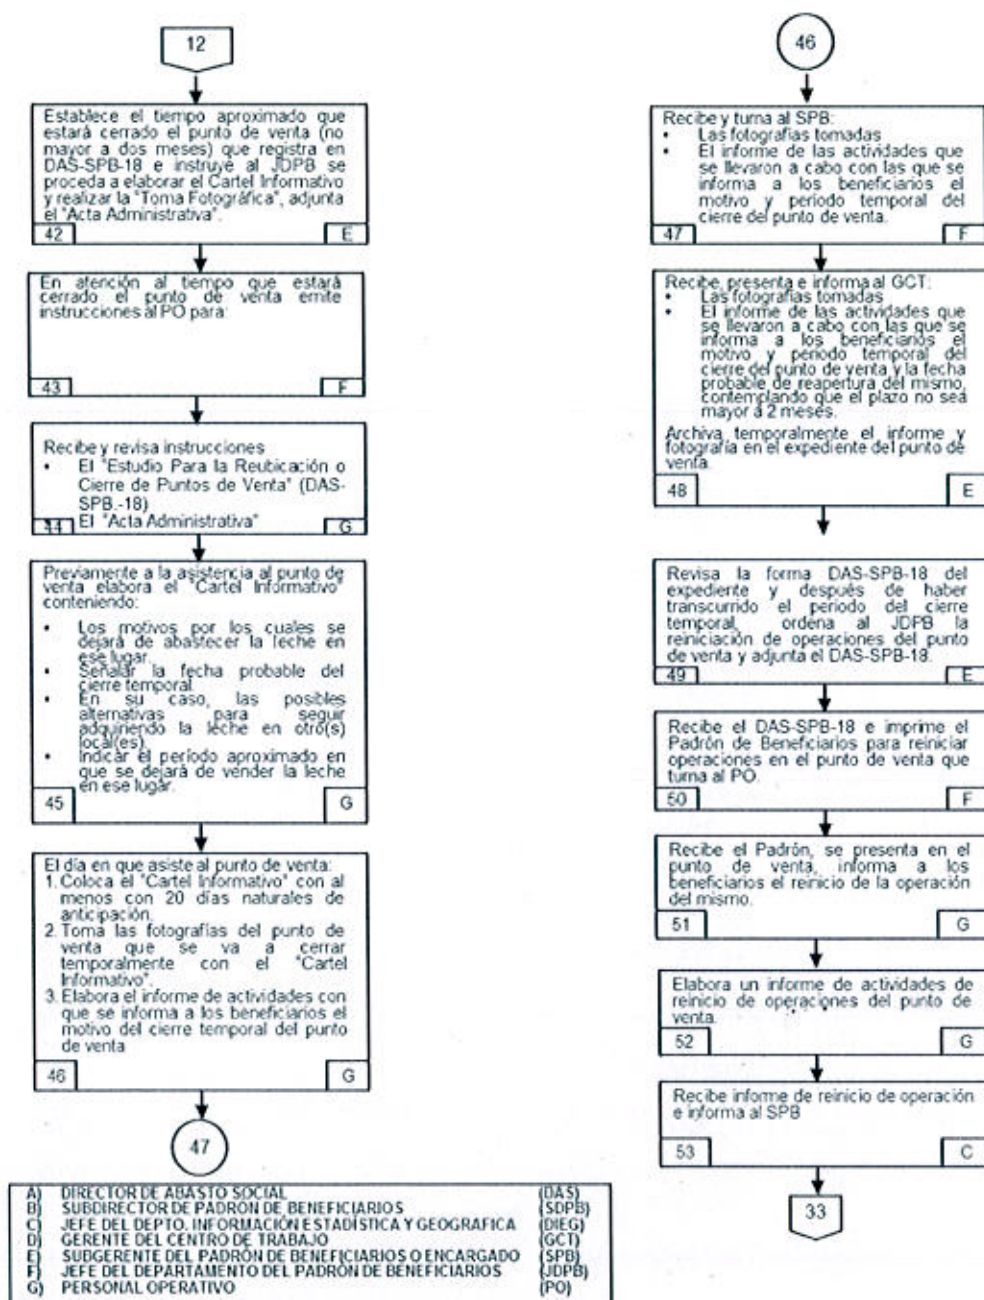 12
Establece el tiempo aproximado que
estará cerrado el punto de venta (no
mayor a dos meses) que registra en
DAS-SPB-18 e instruye al JDPB se
proceda a elaborar el Cartel Informativo
y realizar la "Toma Fotográfica", adjunta
el "Acta Administrativa".
42 E
En atención al tiempo que estará
cerrado el punto de venta emite
instrucciones al PO para:
43 F
Recibe y revisa instrucciones
• El "Estudio Para la Reubicación o
Cierre de Puntos de Venta" (DAS-
SPB.-18)
• El "Acta Administrativa"
44 G
Previamente a la asistencia al punto de
venta elabora el "Cartel Informativo"
conteniendo:
• Los motivos por los cuales se
dejará de abastecer la leche en
ese lugar.
• Señalar la fecha probable del
cierre temporal.
• En su caso, las posibles
alternativas para seguir
adquiriendo la leche en otro(s)
local(es).
• Indicar el período aproximado en
que se dejará de vender la leche
en ese lugar.
45 G
El día en que asiste al punto de venta:
1. Coloca el "Cartel Informativo" con al
menos con 20 días naturales de
anticipación.
2. Toma las fotografías del punto de
venta que se va a cerrar
temporalmente con el "Cartel
Informativo".
3. Elabora el informe de actividades con
que se informa a los beneficiarios el
motivo del cierre temporal del punto
de venta
46 G
47
46
Recibe y turna al SPB:
• Las fotografías tomadas
• El informe de las actividades que
se llevaron a cabo con las que se
informa a los beneficiarios el
motivo y periodo temporal del
cierre del punto de venta.
47 F
Recibe, presenta e informa al GCT:
• Las fotografías tomadas
• El informe de las actividades que
se llevaron a cabo con las que se
informa a los beneficiarios el
motivo y periodo temporal del
cierre del punto de venta y la fecha
probable de reapertura del mismo,
contemplando que el plazo no sea
mayor a 2 meses.
Archiva temporalmente el informe y
fotografía en el expediente del punto de
venta.
48 E
Revisa la forma DAS-SPB-18 del
expediente y después de haber
transcurrido el periodo del cierre
temporal, ordena al JDPB la
reiniciación de operaciones del punto
de venta y adjunta el DAS-SPB-18.
49 E
Recibe el DAS-SPB-18 e imprime el
Padrón de Beneficiarios para reiniciar
operaciones en el punto de venta que
turna al PO.
50 F
Recibe el Padrón, se presenta en el
punto de venta, informa a los
beneficiarios el reinicio de la operación
del mismo.
51 G
Elabora un informe de actividades de
reinicio de operaciones del punto de
venta.
52 G
Recibe informe de reinicio de operación
e informa al SPB
53 C
33
A) DIRECTOR DE ABASTO SOCIAL (DAS)
B) SUBDIRECTOR DE PADRÓN DE BENEFICIARIOS (SDPB)
C) JEFE DEL DEPTO. INFORMACIÓN ESTADÍSTICA Y GEOGRAFICA (DIEG)
D) GERENTE DEL CENTRO DE TRABAJO (GCT)
E) SUBGERENTE DEL PADRÓN DE BENEFICIARIOS O ENCARGADO (SPB)
F) JEFE DEL DEPARTAMENTO DEL PADRÓN DE BENEFICIARIOS (JDPB)
G) PERSONAL OPERATIVO (PO)